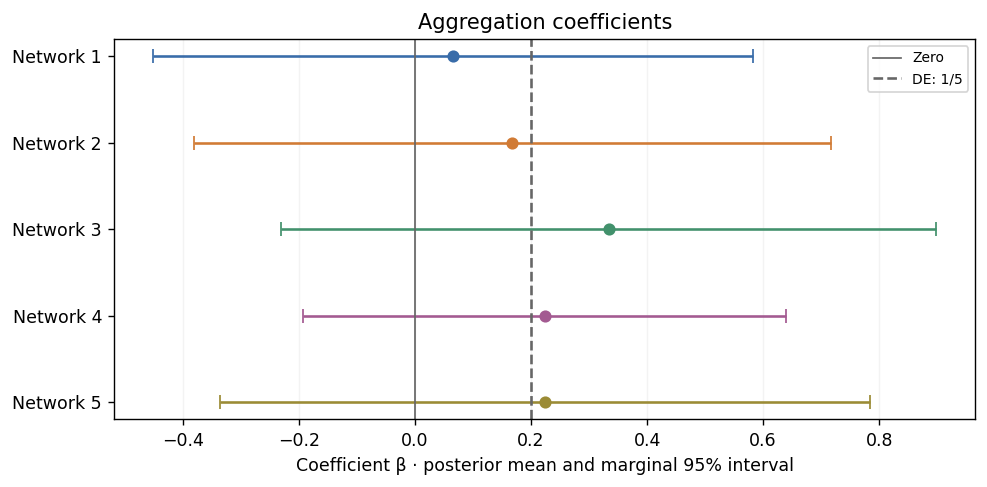 Aggregation coefficients
Network 1
Network 2
Network 3
Network 4
Network 5
Zero
DE: 1/5
−0.4 −0.2 0.0 0.2 0.4 0.6 0.8
Coefficient β · posterior mean and marginal 95% interval